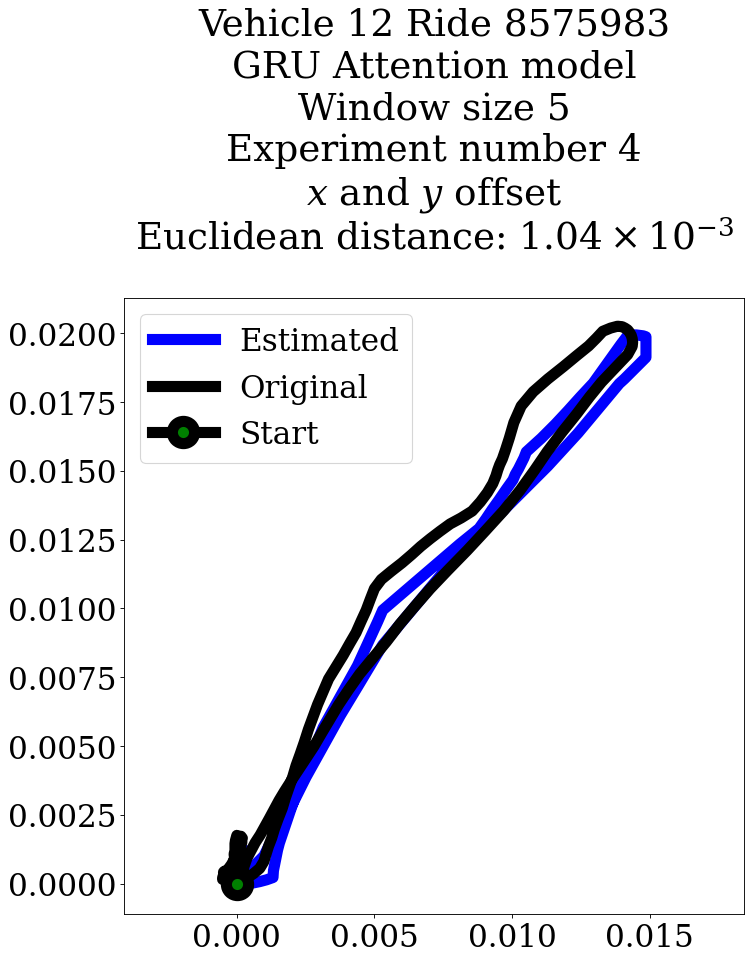 Vehicle 12 Ride 8575983
GRU Attention model
Window size 5
Experiment number 4
x and y offset
Euclidean distance: 1.04 × 10⁻³
Estimated
Original
Start
0.0200
0.0175
0.0150
0.0125
0.0100
0.0075
0.0050
0.0025
0.0000
0.000 0.005 0.010 0.015